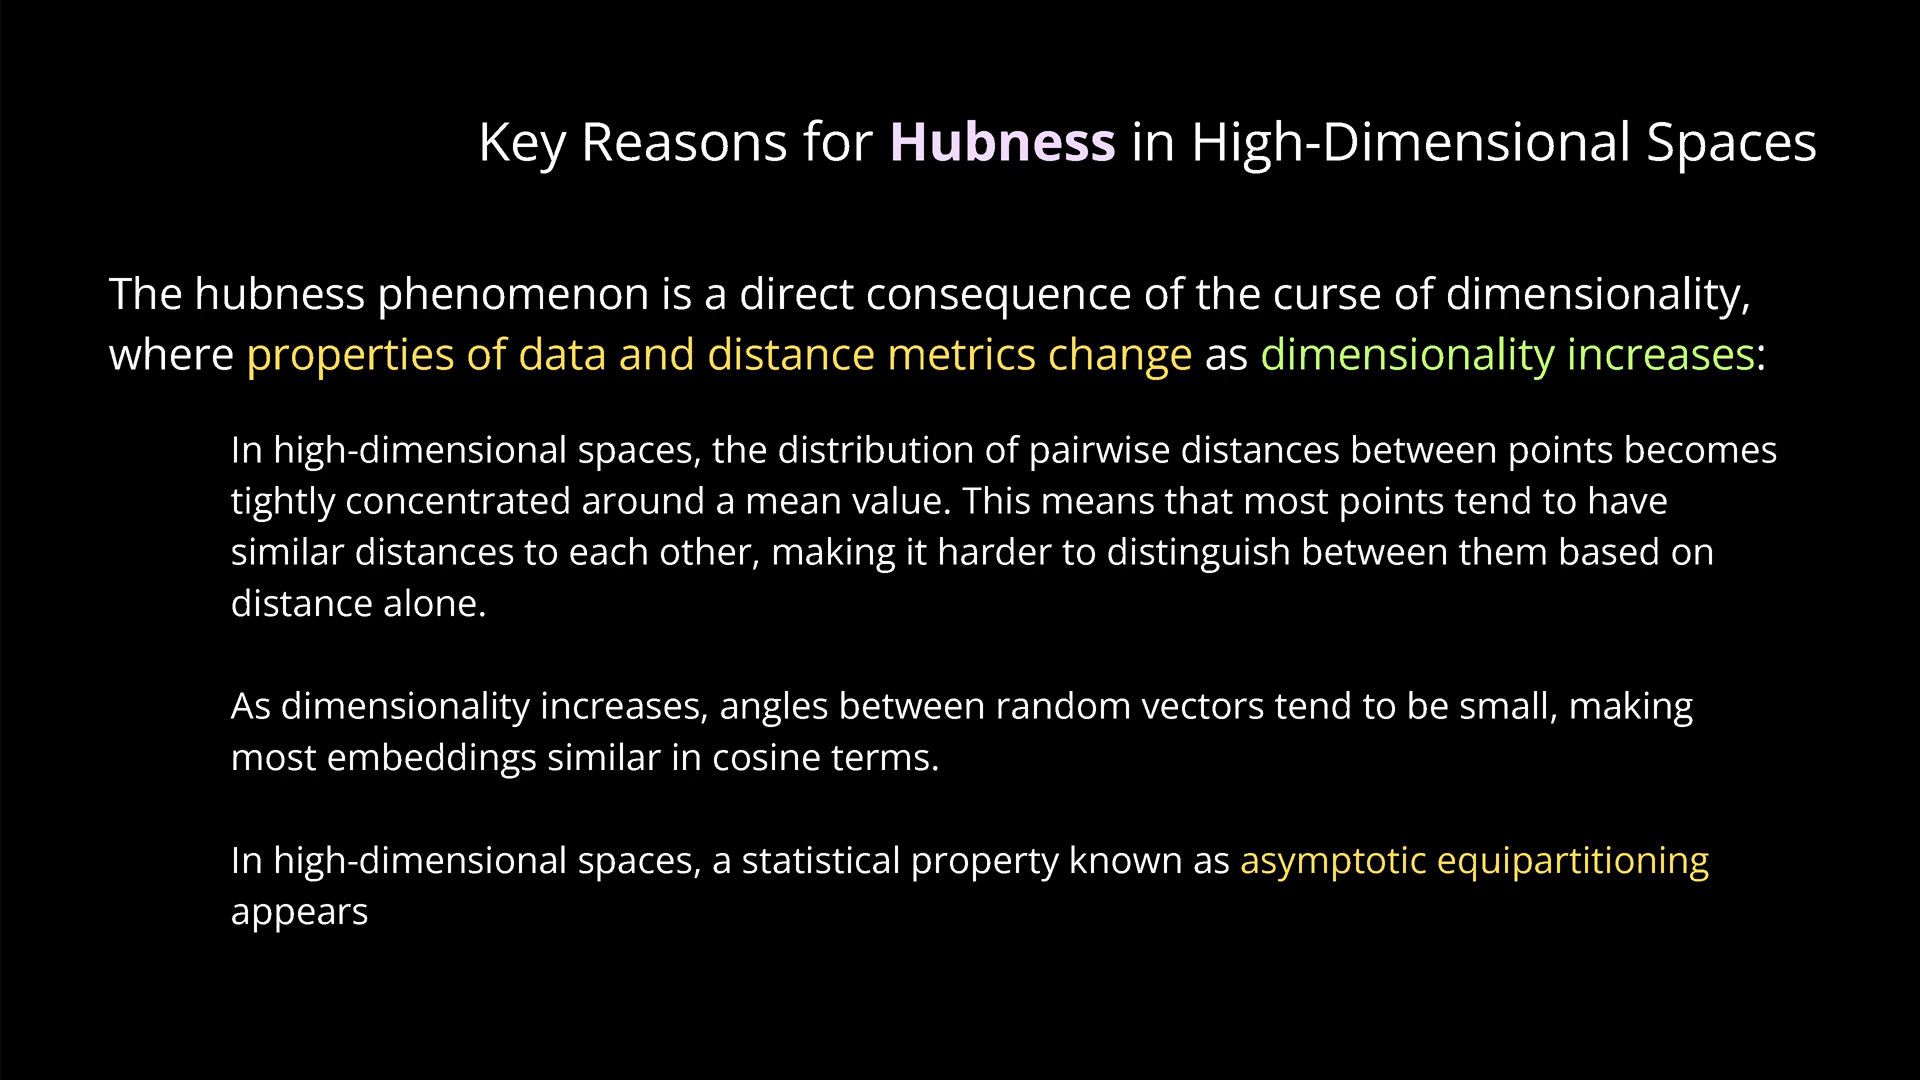 Key Reasons for Hubness in High-Dimensional Spaces
The hubness phenomenon is a direct consequence of the curse of dimensionality,
where properties of data and distance metrics change as dimensionality increases:
In high-dimensional spaces, the distribution of pairwise distances between points becomes
tightly concentrated around a mean value. This means that most points tend to have
similar distances to each other, making it harder to distinguish between them based on
distance alone.
As dimensionality increases, angles between random vectors tend to be small, making
most embeddings similar in cosine terms.
In high-dimensional spaces, a statistical property known as asymptotic equipartitioning
appears